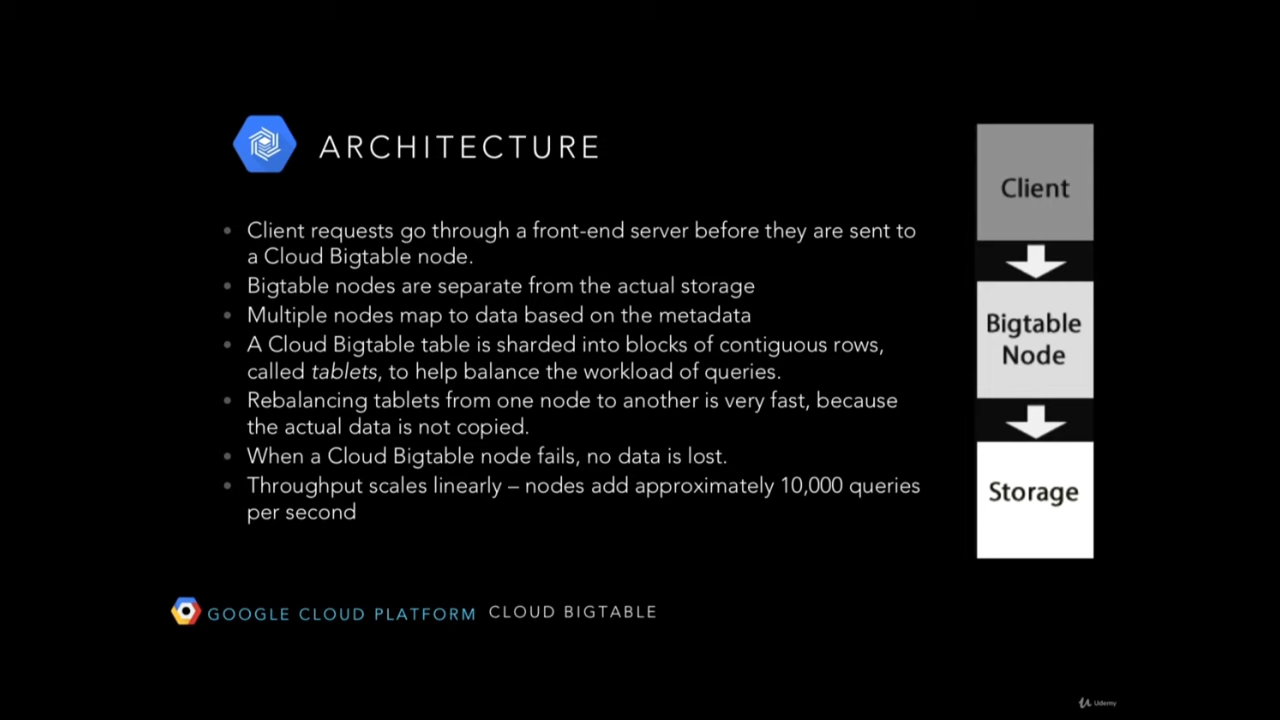 ARCHITECTURE
• Client requests go through a front-end server before they are sent to
a Cloud Bigtable node.
• Bigtable nodes are separate from the actual storage
• Multiple nodes map to data based on the metadata
• A Cloud Bigtable table is sharded into blocks of contiguous rows,
called tablets, to help balance the workload of queries.
• Rebalancing tablets from one node to another is very fast, because
the actual data is not copied.
• When a Cloud Bigtable node fails, no data is lost.
• Throughput scales linearly – nodes add approximately 10,000 queries
per second
Client
Bigtable
Node
Storage
GOOGLE CLOUD PLATFORM CLOUD BIGTABLE
Udemy